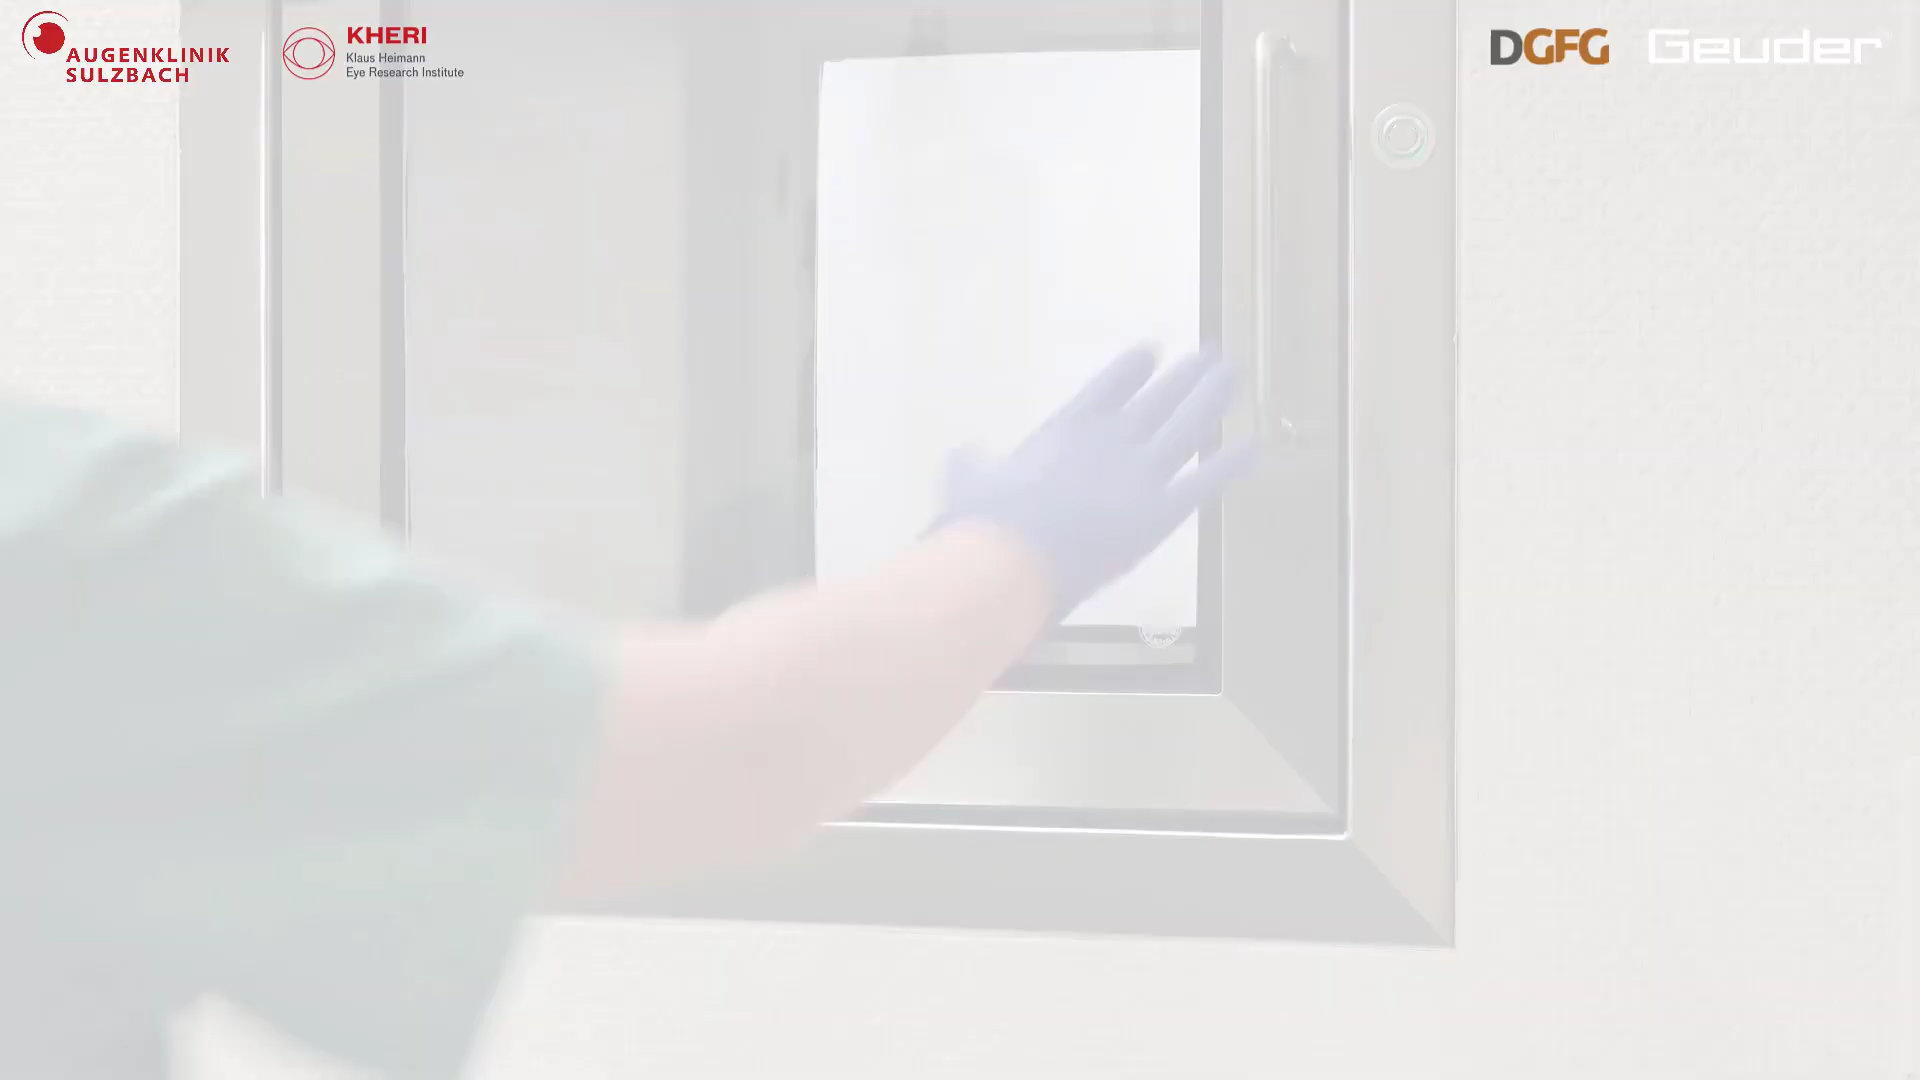 AUGENKLINIK
SULZBACH
KHERI
Klaus Heimann
Eye Research Institute
DGFG
Geuder